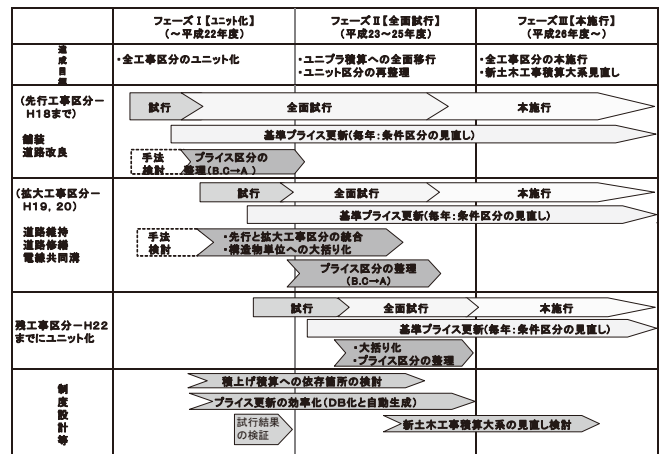 フェーズⅠ【ユニット化】
(～平成22年度)
フェーズⅡ【全面試行】
(平成23～25年度)
フェーズⅢ【本施行】
(平成26年度～)
達成目標
・全工事区分のユニット化
・ユニプラ積算への全面移行
・ユニット区分の再整理
・全工事区分の本施行
・新土木工事積算大系見直し
(先行工事区分－
H18まで)
舗装
道路改良
試行
全面試行
本施行
基準プライス更新(毎年:条件区分の見直し)
手法
検討
プライス区分の
整理(B.C→A)
(拡大工事区分－
H19, 20)
道路維持
道路修繕
電線共同溝
試行
全面試行
本施行
基準プライス更新(毎年:条件区分の見直し)
手法
検討
・先行と拡大工事区分の統合
・構造物単位への大括り化
プライス区分の整理
(B.C→A)
残工事区分－H22
までにユニット化
試行
全面試行
本施行
基準プライス更新(毎年:条件区分の見直し)
・大括り化
・プライス区分の整理
制度設計等
積上げ積算への依存箇所の検討
プライス更新の効率化(DB化と自動生成)
試行結果
の検証
新土木工事積算大系の見直し検討